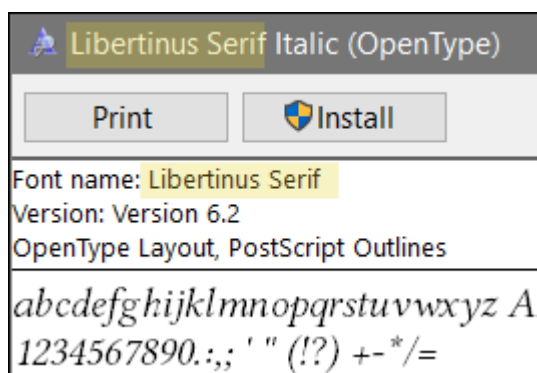 Libertinus Serif Italic (OpenType)
Print Install
Font name: Libertinus Serif
Version: Version 6.2
OpenType Layout, PostScript Outlines
abcdefghijklmnopqrstuvwxyz A
1234567890.:,; ' " (!?) +-*/=